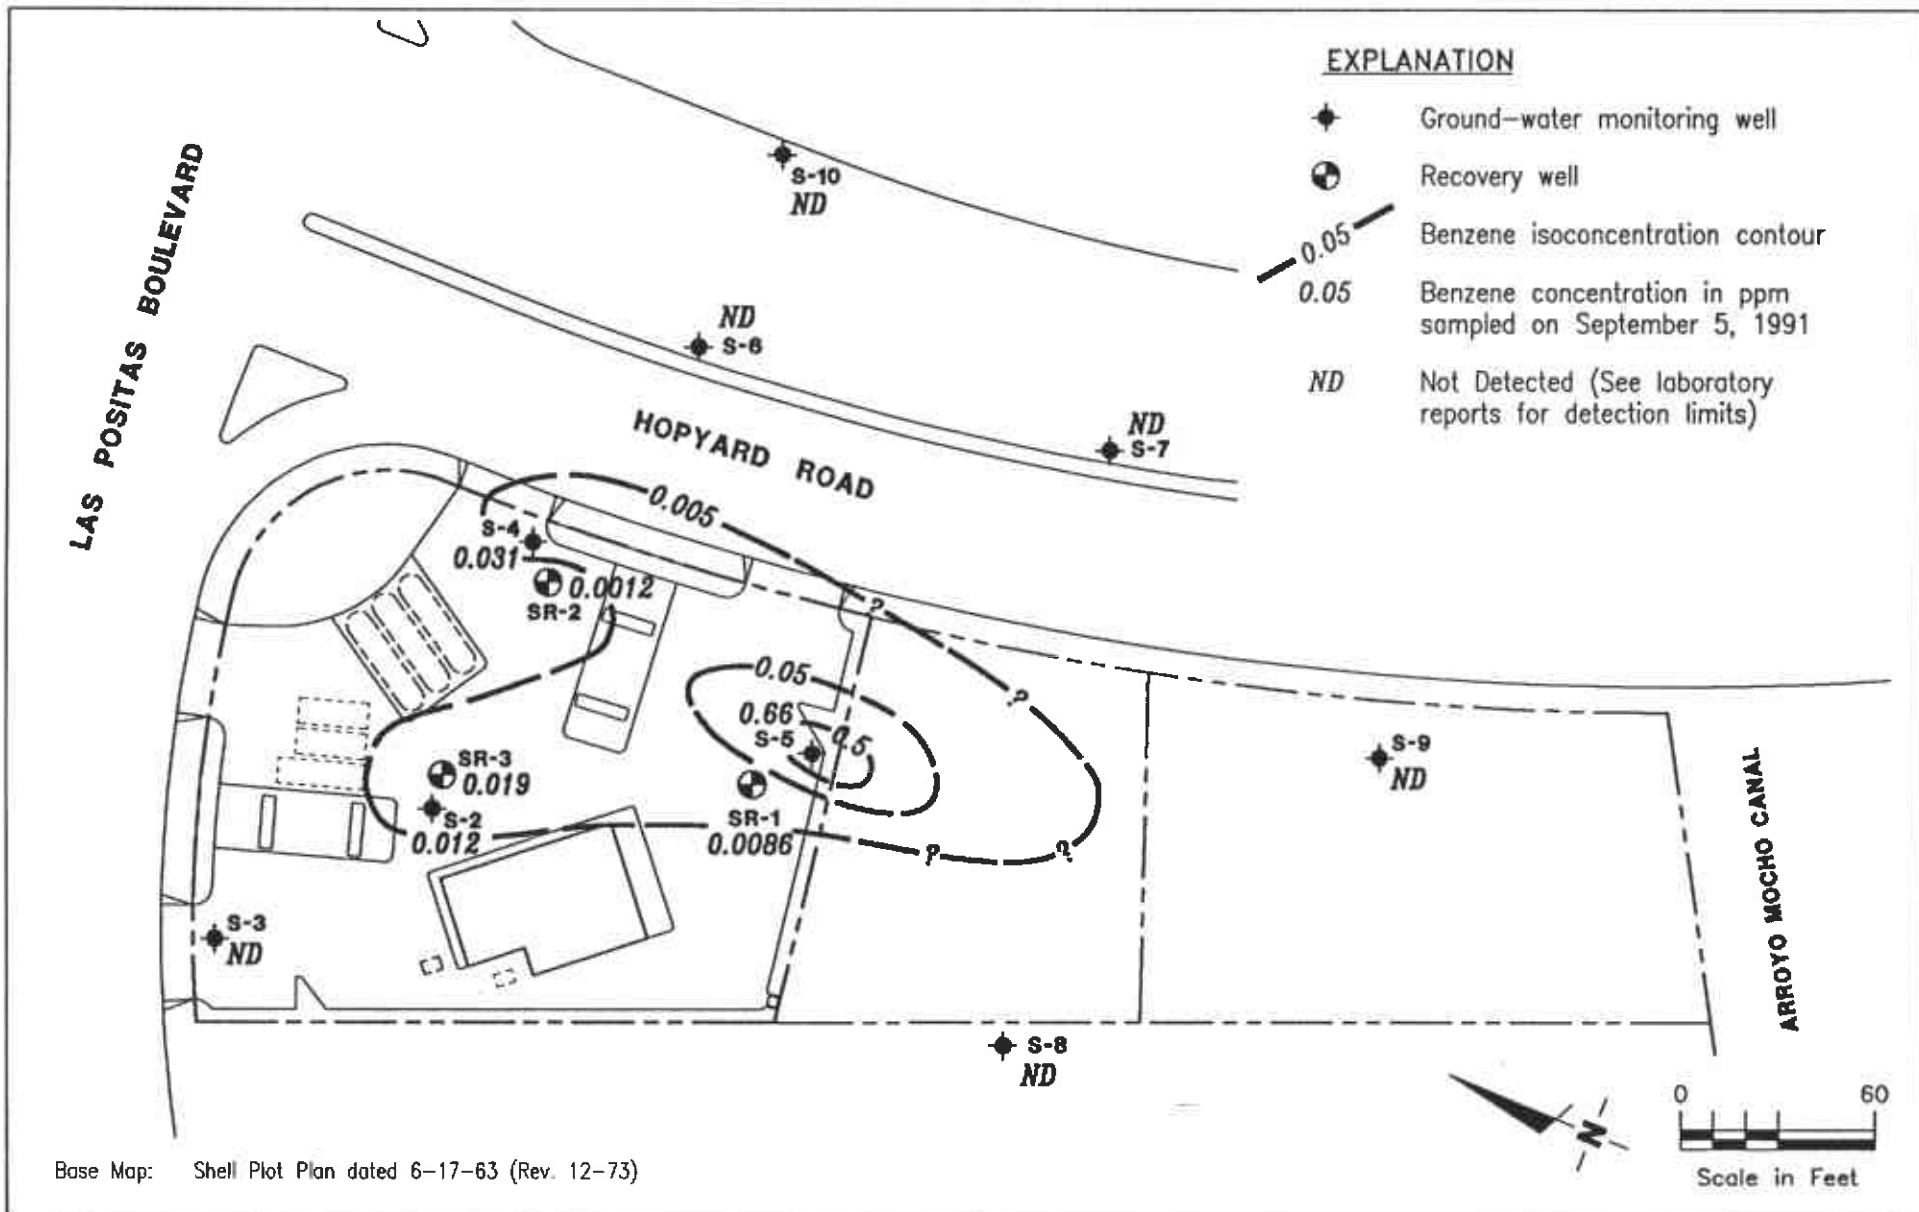 EXPLANATION
Ground-water monitoring well
Recovery well
0.05
Benzene isoconcentration contour
0.05
Benzene concentration in ppm
sampled on September 5, 1991
ND
Not Detected (See laboratory
reports for detection limits)
LAS POSITAS BOULEVARD
S-10
ND
ND
S-6
ND
S-7
HOPYARD ROAD
0.005
S-4
0.031
0.0012
SR-2
?
0.05
?
0.66
0.5
S-5
S-9
ND
SR-3
0.019
S-2
0.012
SR-1
0.0086
?
?
S-3
ND
ARROYO MOCHO CANAL
S-8
ND
N
0 60
Scale in Feet
Base Map: Shell Plot Plan dated 6-17-63 (Rev. 12-73)